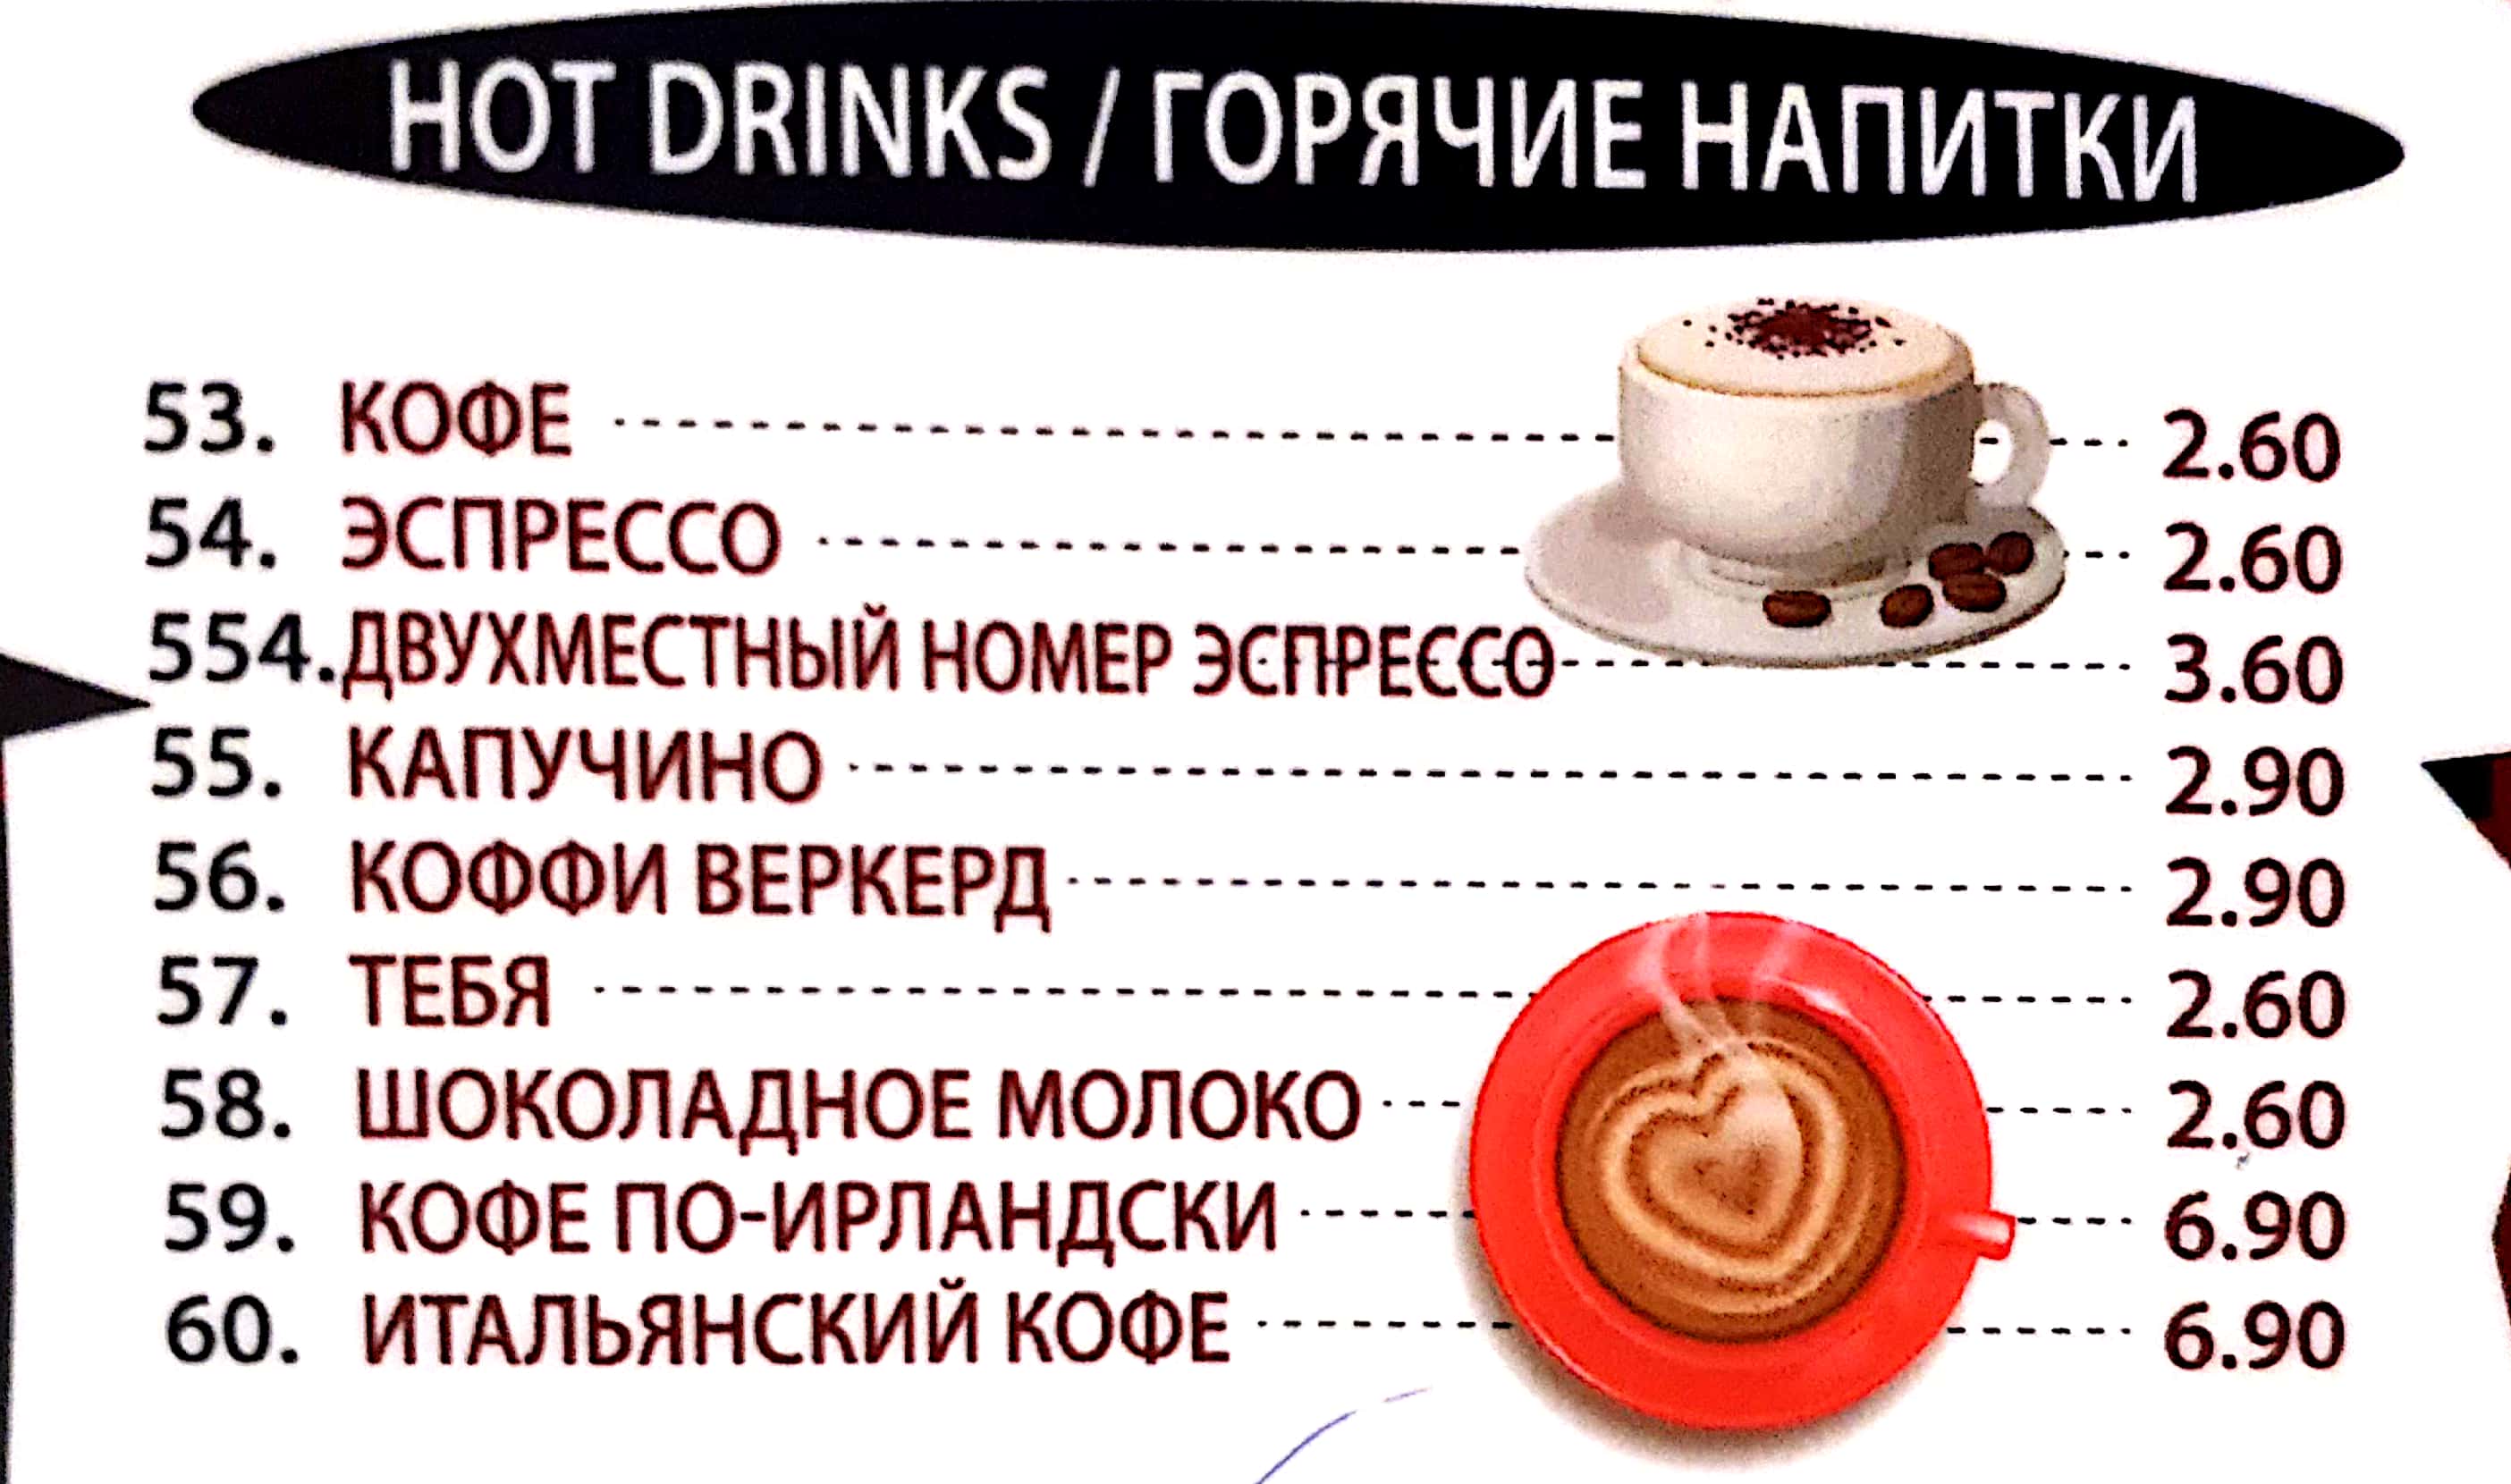 HOT DRINKS / ГОРЯЧИЕ НАПИТКИ
53. КОФЕ 2.60
54. ЭСПРЕССО 2.60
554. ДВУХМЕСТНЫЙ НОМЕР ЭСПРЕССО 3.60
55. КАПУЧИНО 2.90
56. КОФФИ ВЕРКЕРД 2.90
57. ТЕБЯ 2.60
58. ШОКОЛАДНОЕ МОЛОКО 2.60
59. КОФЕ ПО-ИРЛАНДСКИ 6.90
60. ИТАЛЬЯНСКИЙ КОФЕ 6.90